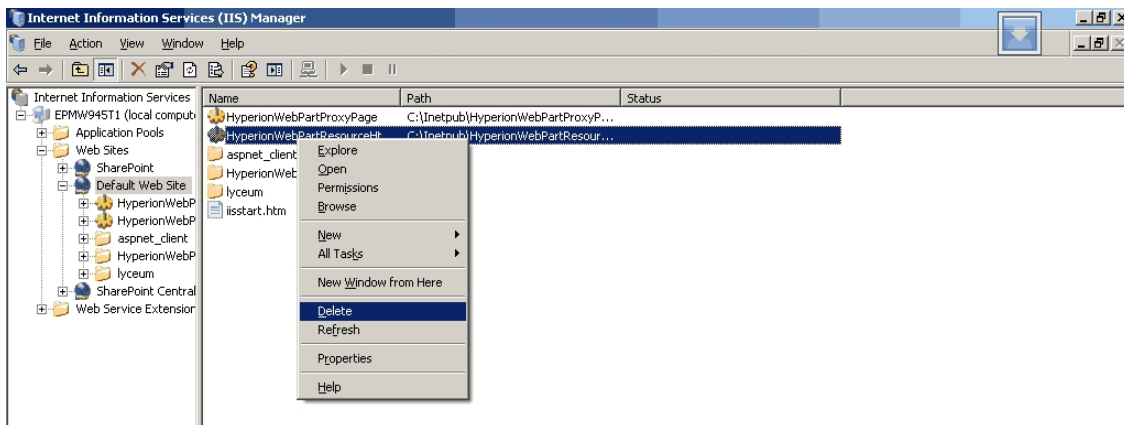 Internet Information Services (IIS) Manager
File Action View Window Help
Internet Information Services
EPMW945T1 (local compute
Application Pools
Web Sites
SharePoint
Default Web Site
HyperionWebP
HyperionWebP
aspnet_client
HyperionWebP
lyceum
SharePoint Central
Web Service Extension
Name Path Status
HyperionWebPartProxyPage C:\Inetpub\HyperionWebPartProxyP...
HyperionWebPartResourceHt C:\Inetpub\HyperionWebPartResour...
aspnet_client
HyperionWeb
lyceum
iisstart.htm
Explore
Open
Permissions
Browse
New
All Tasks
New Window from Here
Delete
Refresh
Properties
Help